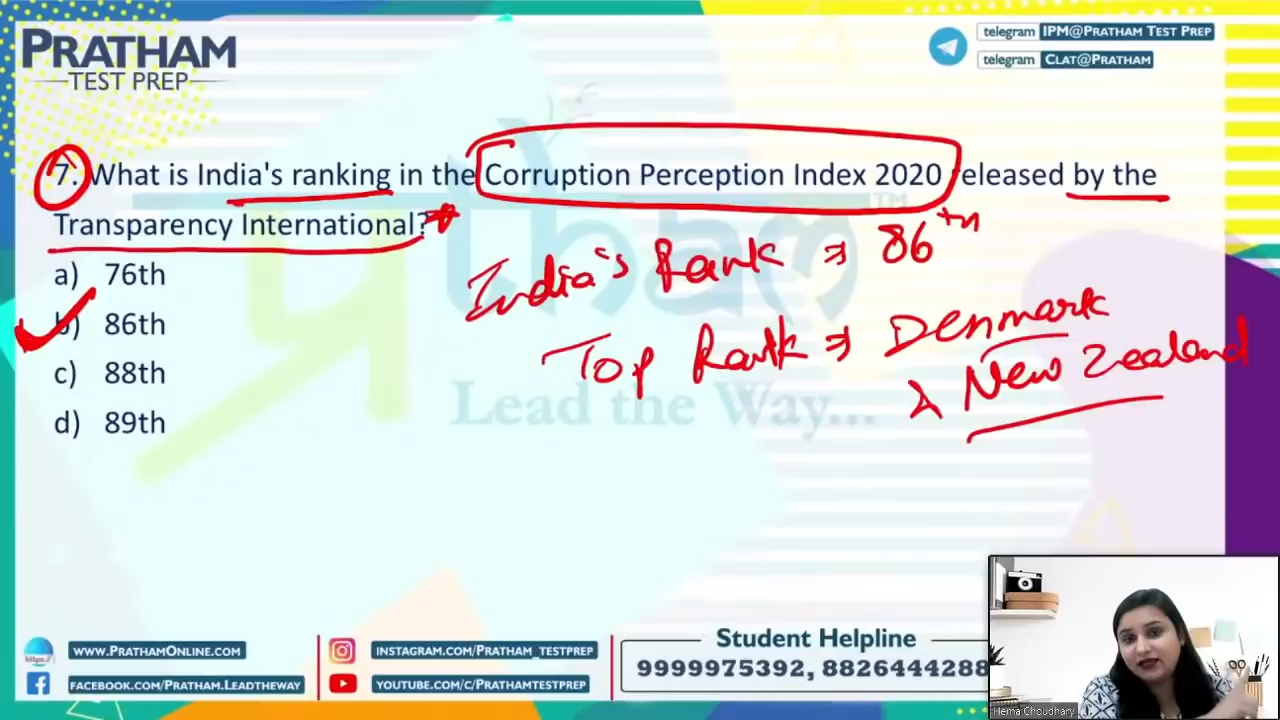 PRATHAM
TEST PREP
telegram IPM@PRATHAM TEST PREP
telegram CLAT@PRATHAM
7. What is India's ranking in the Corruption Perception Index 2020 released by the
Transparency International?
a) 76th
b) 86th
c) 88th
d) 89th
India's Rank ⇒ 86th
Top Rank ⇒ Denmark
& New Zealand
TM
प्रtham
Lead the Way...
https://
WWW.PRATHAMONLINE.COM
INSTAGRAM.COM/PRATHAM_TESTPREP
FACEBOOK.COM/PRATHAM.LEADTHEWAY
YOUTUBE.COM/C/PRATHAMTESTPREP
Student Helpline
9999975392, 8826444288
Hema Choudhary